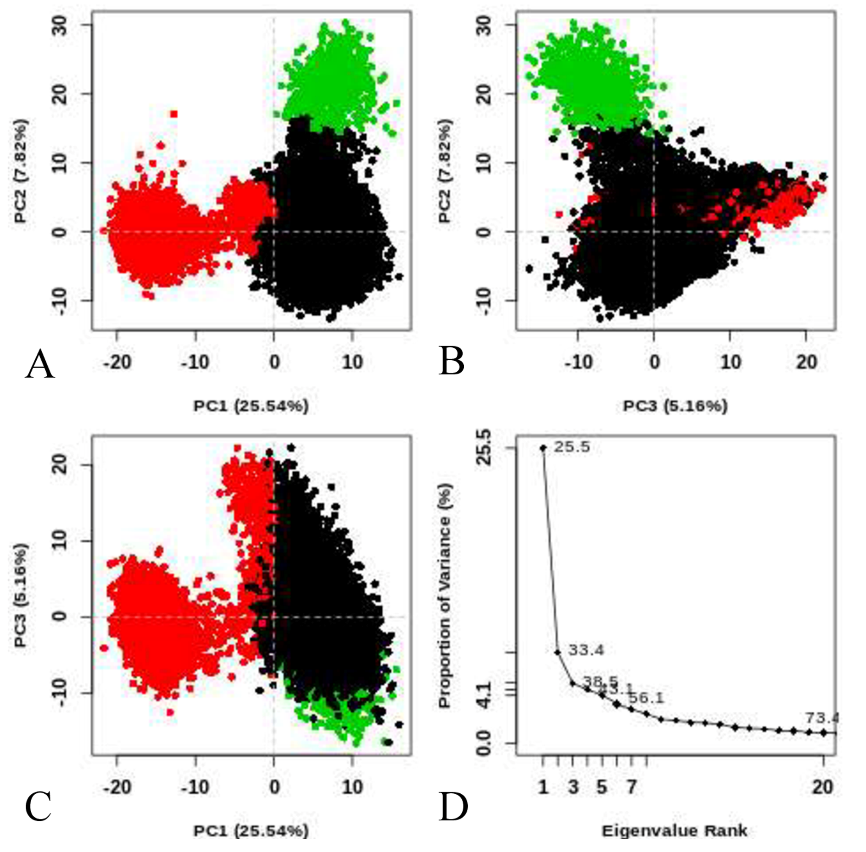 30
20
10
0
-10
PC2 (7.82%)
-20 -10 0 10
PC1 (25.54%)
A
30
20
10
0
-10
PC2 (7.82%)
-10 0 10 20
PC3 (5.16%)
B
20
10
0
-10
PC3 (5.16%)
-20 -10 0 10
PC1 (25.54%)
C
25.5
4.1
0.0
Proportion of Variance (%)
25.5
33.4
38.5
43.1
56.1
73.4
1 3 5 7 20
Eigenvalue Rank
D